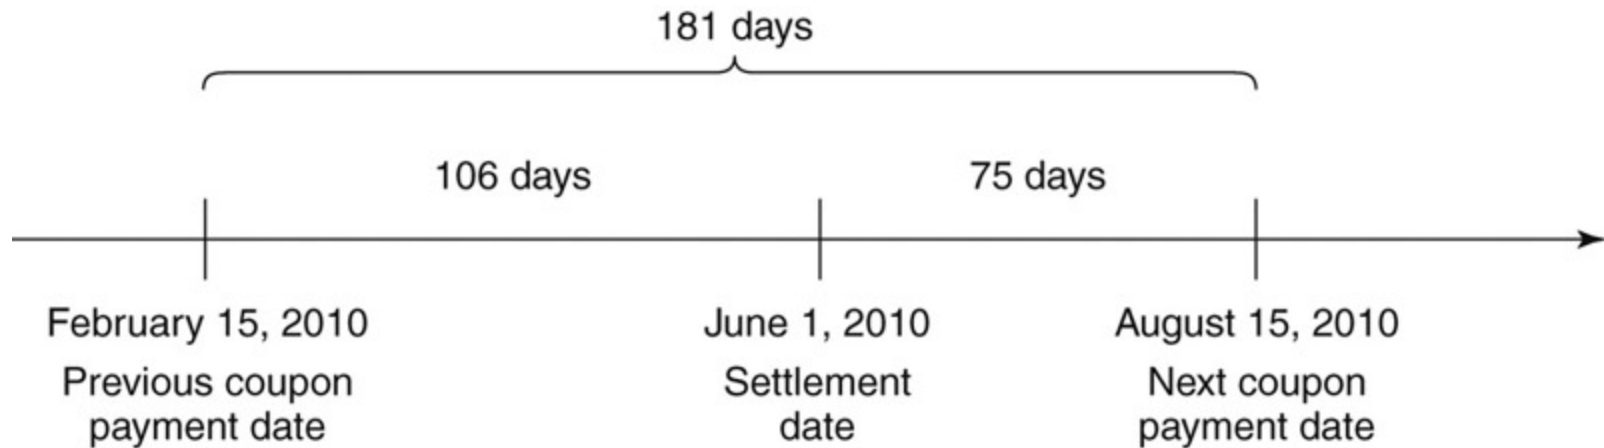 181 days
106 days
75 days
February 15, 2010
Previous coupon
payment date
June 1, 2010
Settlement
date
August 15, 2010
Next coupon
payment date